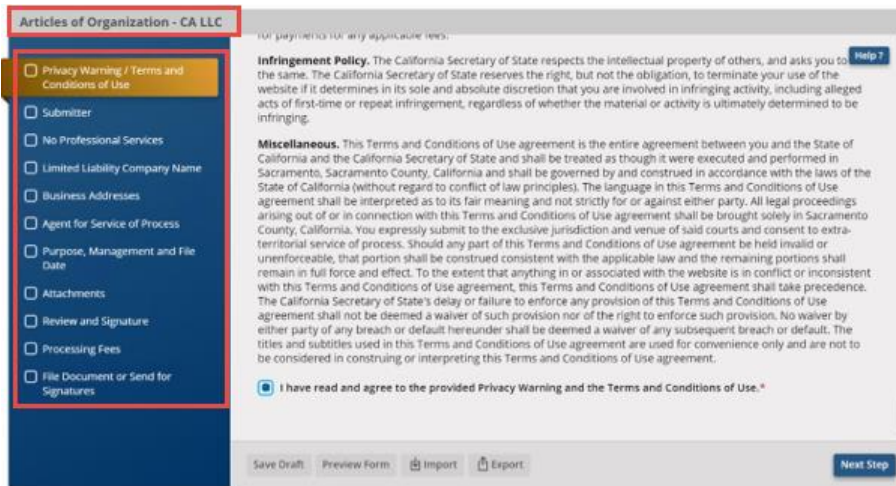 Articles of Organization - CA LLC
Privacy Warning / Terms and
Conditions of Use
Submitter
No Professional Services
Limited Liability Company Name
Business Addresses
Agent for Service of Process
Purpose, Management and File
Date
Attachments
Review and Signature
Processing Fees
File Document or Send for
Signatures
for payments for any applicable fees.
Help ?
Infringement Policy. The California Secretary of State respects the intellectual property of others, and asks you to
the same. The California Secretary of State reserves the right, but not the obligation, to terminate your use of the
website if it determines in its sole and absolute discretion that you are involved in infringing activity, including alleged
acts of first-time or repeat infringement, regardless of whether the material or activity is ultimately determined to be
infringing.
Miscellaneous. This Terms and Conditions of Use agreement is the entire agreement between you and the State of
California and the California Secretary of State and shall be treated as though it were executed and performed in
Sacramento, Sacramento County, California and shall be governed by and construed in accordance with the laws of the
State of California (without regard to conflict of law principles). The language in this Terms and Conditions of Use
agreement shall be interpreted as to its fair meaning and not strictly for or against either party. All legal proceedings
arising out of or in connection with this Terms and Conditions of Use agreement shall be brought solely in Sacramento
County, California. You expressly submit to the exclusive jurisdiction and venue of said courts and consent to extra-
territorial service of process. Should any part of this Terms and Conditions of Use agreement be held invalid or
unenforceable, that portion shall be construed consistent with the applicable law and the remaining portions shall
remain in full force and effect. To the extent that anything in or associated with the website is in conflict or inconsistent
with this Terms and Conditions of Use agreement, this Terms and Conditions of Use agreement shall take precedence.
The California Secretary of State's delay or failure to enforce any provision of this Terms and Conditions of Use
agreement shall not be deemed a waiver of such provision nor of the right to enforce such provision. No waiver by
either party of any breach or default hereunder shall be deemed a waiver of any subsequent breach or default. The
titles and subtitles used in this Terms and Conditions of Use agreement are used for convenience only and are not to
be considered in construing or interpreting this Terms and Conditions of Use agreement.
I have read and agree to the provided Privacy Warning and the Terms and Conditions of Use.*
Save Draft
Preview Form
Import
Export
Next Step